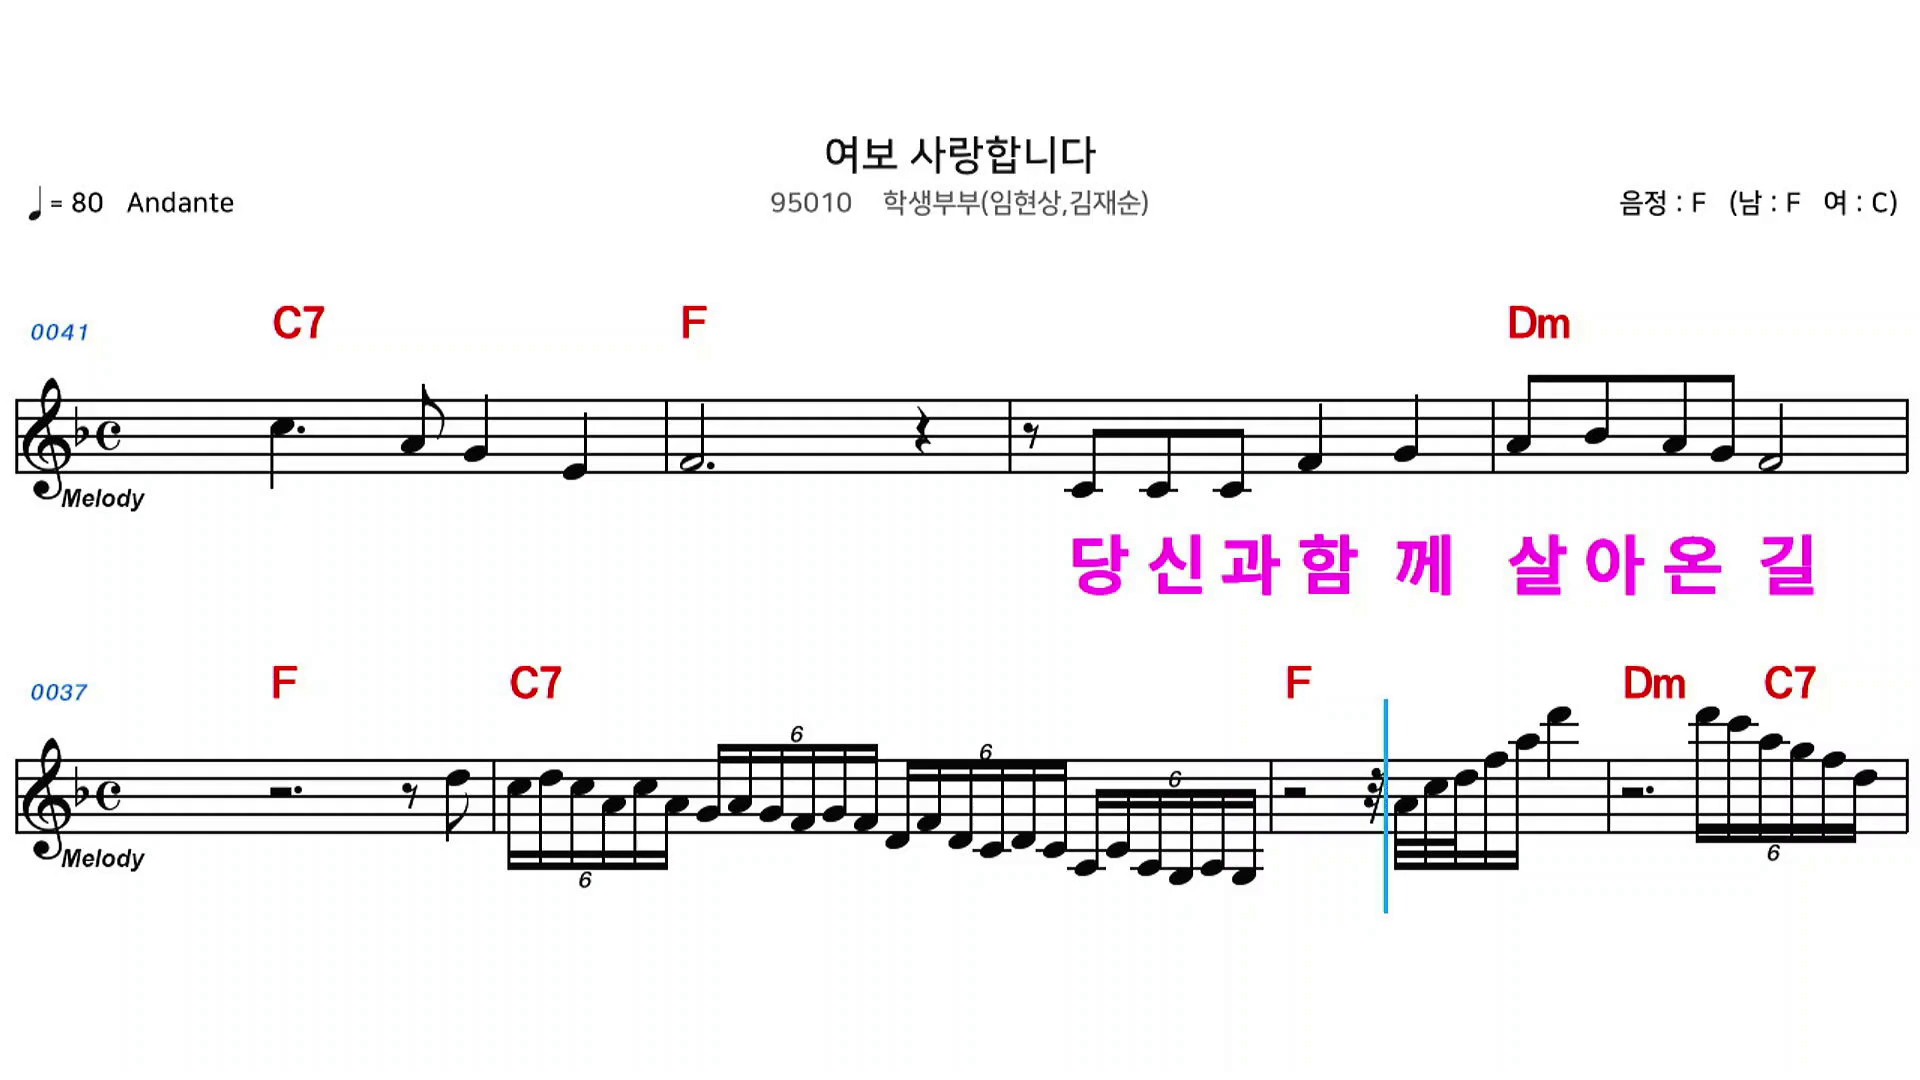 여보 사랑합니다
= 80 Andante
95010 학생부부(임현상,김재순)
음정 : F (남 : F 여 : C)
0041 C7 F Dm
Melody
당 신 과 함 께 살 아 온 길
0037 F C7 F Dm C7
6 6 6
Melody
6 6